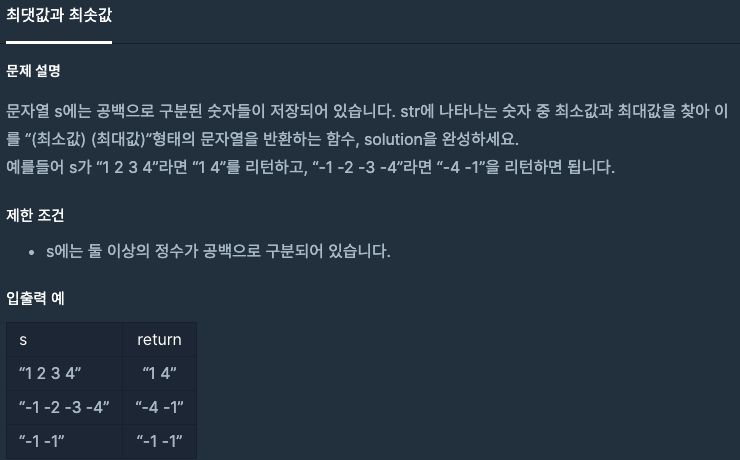 최댓값과 최솟값
문제 설명
문자열 s에는 공백으로 구분된 숫자들이 저장되어 있습니다. str에 나타나는 숫자 중 최소값과 최대값을 찾아 이
를 “(최소값) (최대값)”형태의 문자열을 반환하는 함수, solution을 완성하세요.
예를들어 s가 “1 2 3 4”라면 “1 4”를 리턴하고, “-1 -2 -3 -4”라면 “-4 -1”을 리턴하면 됩니다.
제한 조건
• s에는 둘 이상의 정수가 공백으로 구분되어 있습니다.
입출력 예
s return
“1 2 3 4” “1 4”
“-1 -2 -3 -4” “-4 -1”
“-1 -1” “-1 -1”